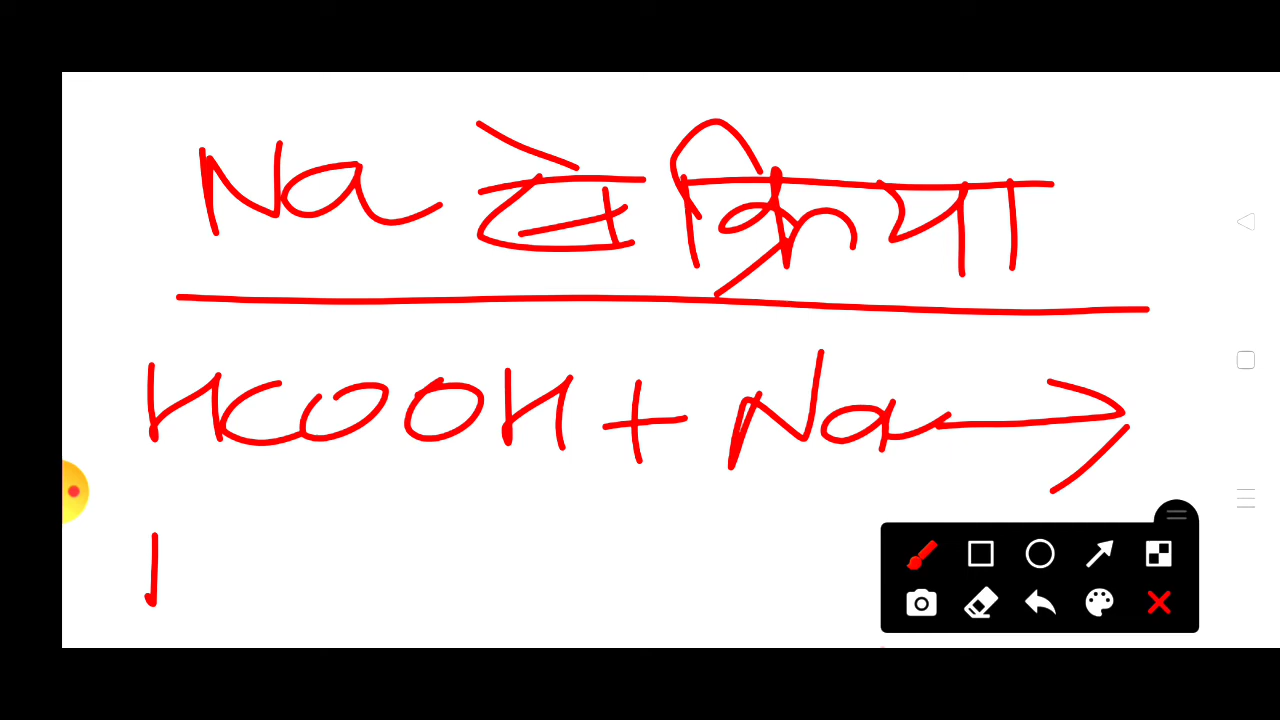 Na से क्रिया
HCOOH + Na →